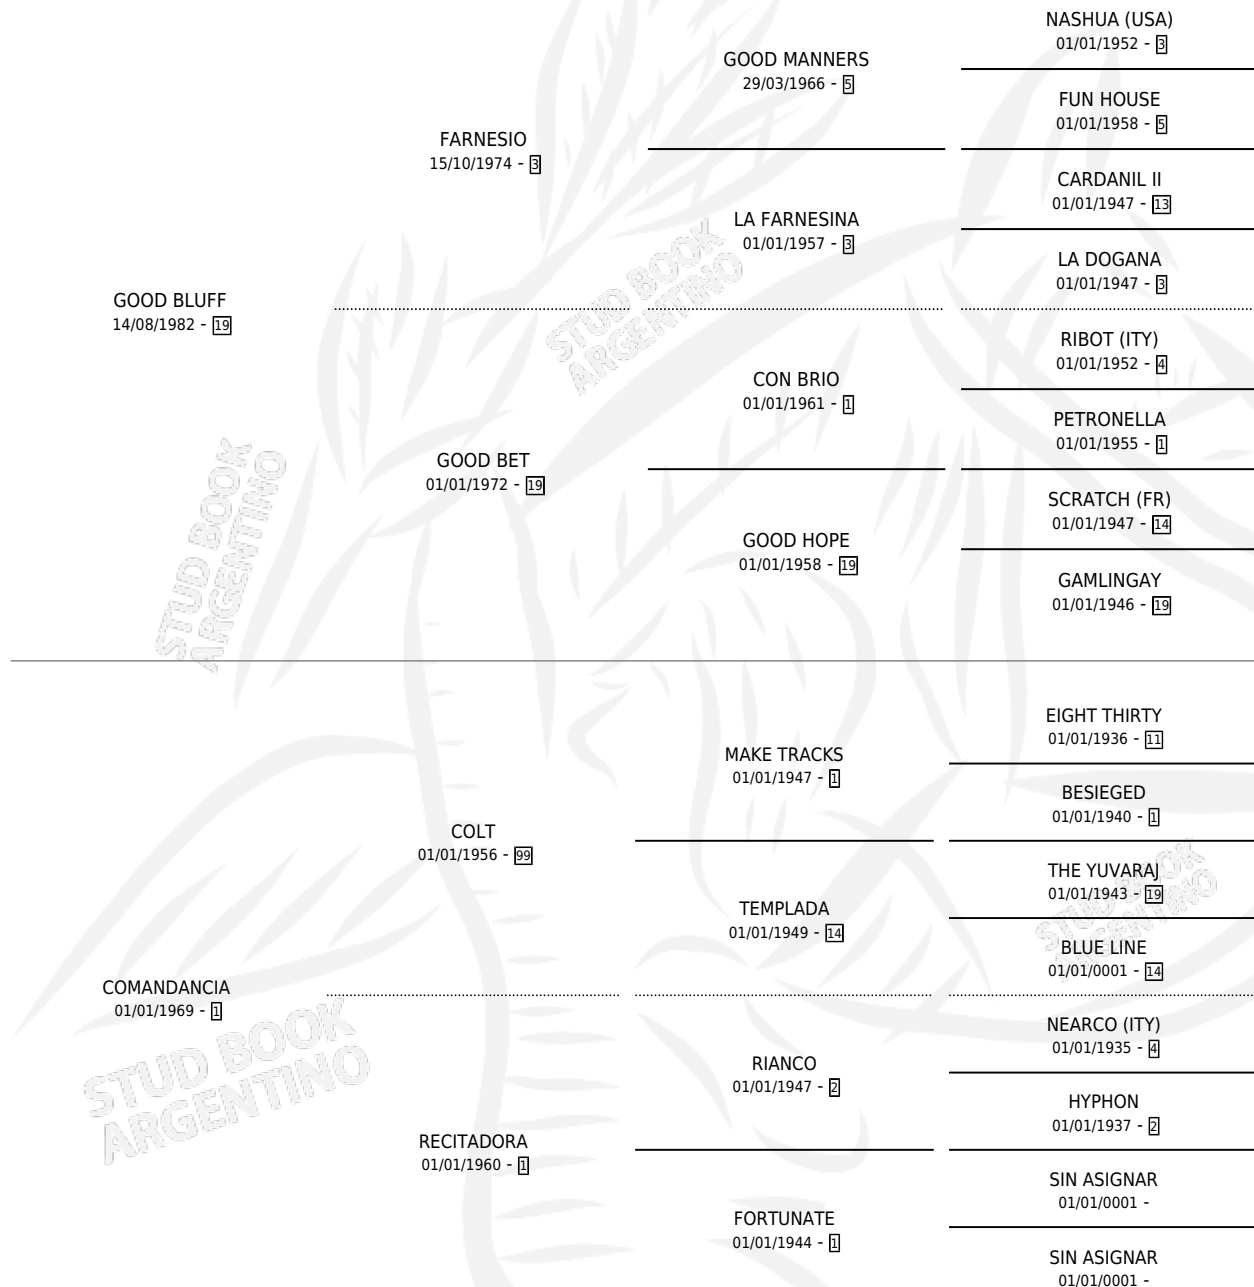 NASHUA (USA)
01/01/1952 - 3
GOOD MANNERS
29/03/1966 - 5
FUN HOUSE
01/01/1958 - 5
FARNESIO
15/10/1974 - 3
CARDANIL II
01/01/1947 - 13
LA FARNESINA
01/01/1957 - 3
LA DOGANA
01/01/1947 - 3
GOOD BLUFF
14/08/1982 - 19
RIBOT (ITY)
01/01/1952 - 4
CON BRIO
01/01/1961 - 1
PETRONELLA
01/01/1955 - 1
GOOD BET
01/01/1972 - 19
SCRATCH (FR)
01/01/1947 - 14
GOOD HOPE
01/01/1958 - 19
GAMLINGAY
01/01/1946 - 19
EIGHT THIRTY
01/01/1936 - 11
MAKE TRACKS
01/01/1947 - 1
BESIEGED
01/01/1940 - 1
COLT
01/01/1956 - 99
THE YUVARAJ
01/01/1943 - 19
TEMPLADA
01/01/1949 - 14
BLUE LINE
01/01/0001 - 14
COMANDANCIA
01/01/1969 - 1
NEARCO (ITY)
01/01/1935 - 4
RIANCO
01/01/1947 - 2
HYPHON
01/01/1937 - 2
RECITADORA
01/01/1960 - 1
SIN ASIGNAR
01/01/0001 -
FORTUNATE
01/01/1944 - 1
SIN ASIGNAR
01/01/0001 -
STUD BOOK
ARGENTINO
STUD BOOK
ARGENTINO
STUD BOOK
ARGENTINO
STUD BOOK
ARGENTINO